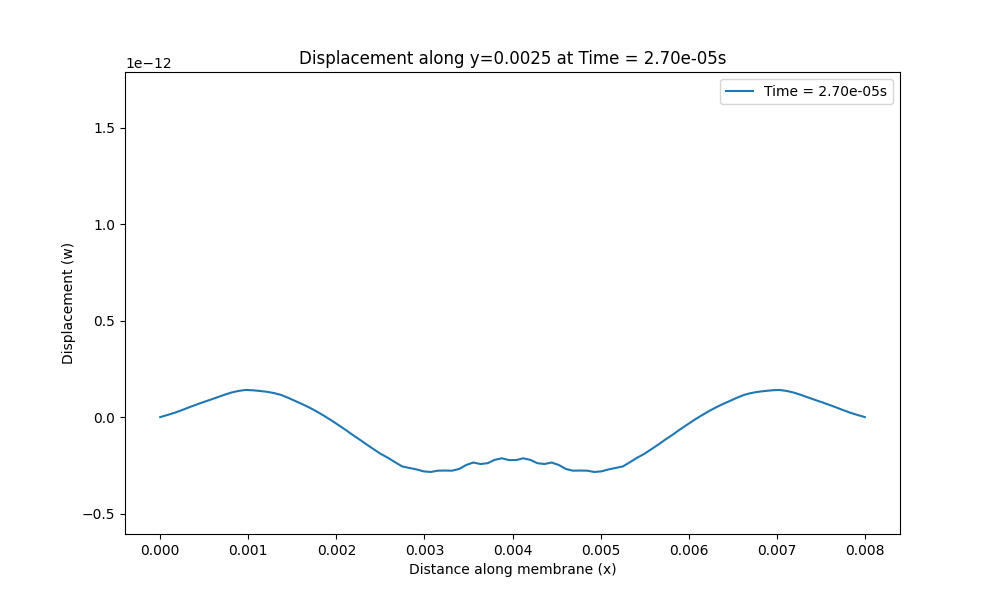 Displacement along y=0.0025 at Time = 2.70e-05s
1e−12
Time = 2.70e-05s
1.5
1.0
0.5
0.0
−0.5
Displacement (w)
0.000 0.001 0.002 0.003 0.004 0.005 0.006 0.007 0.008
Distance along membrane (x)